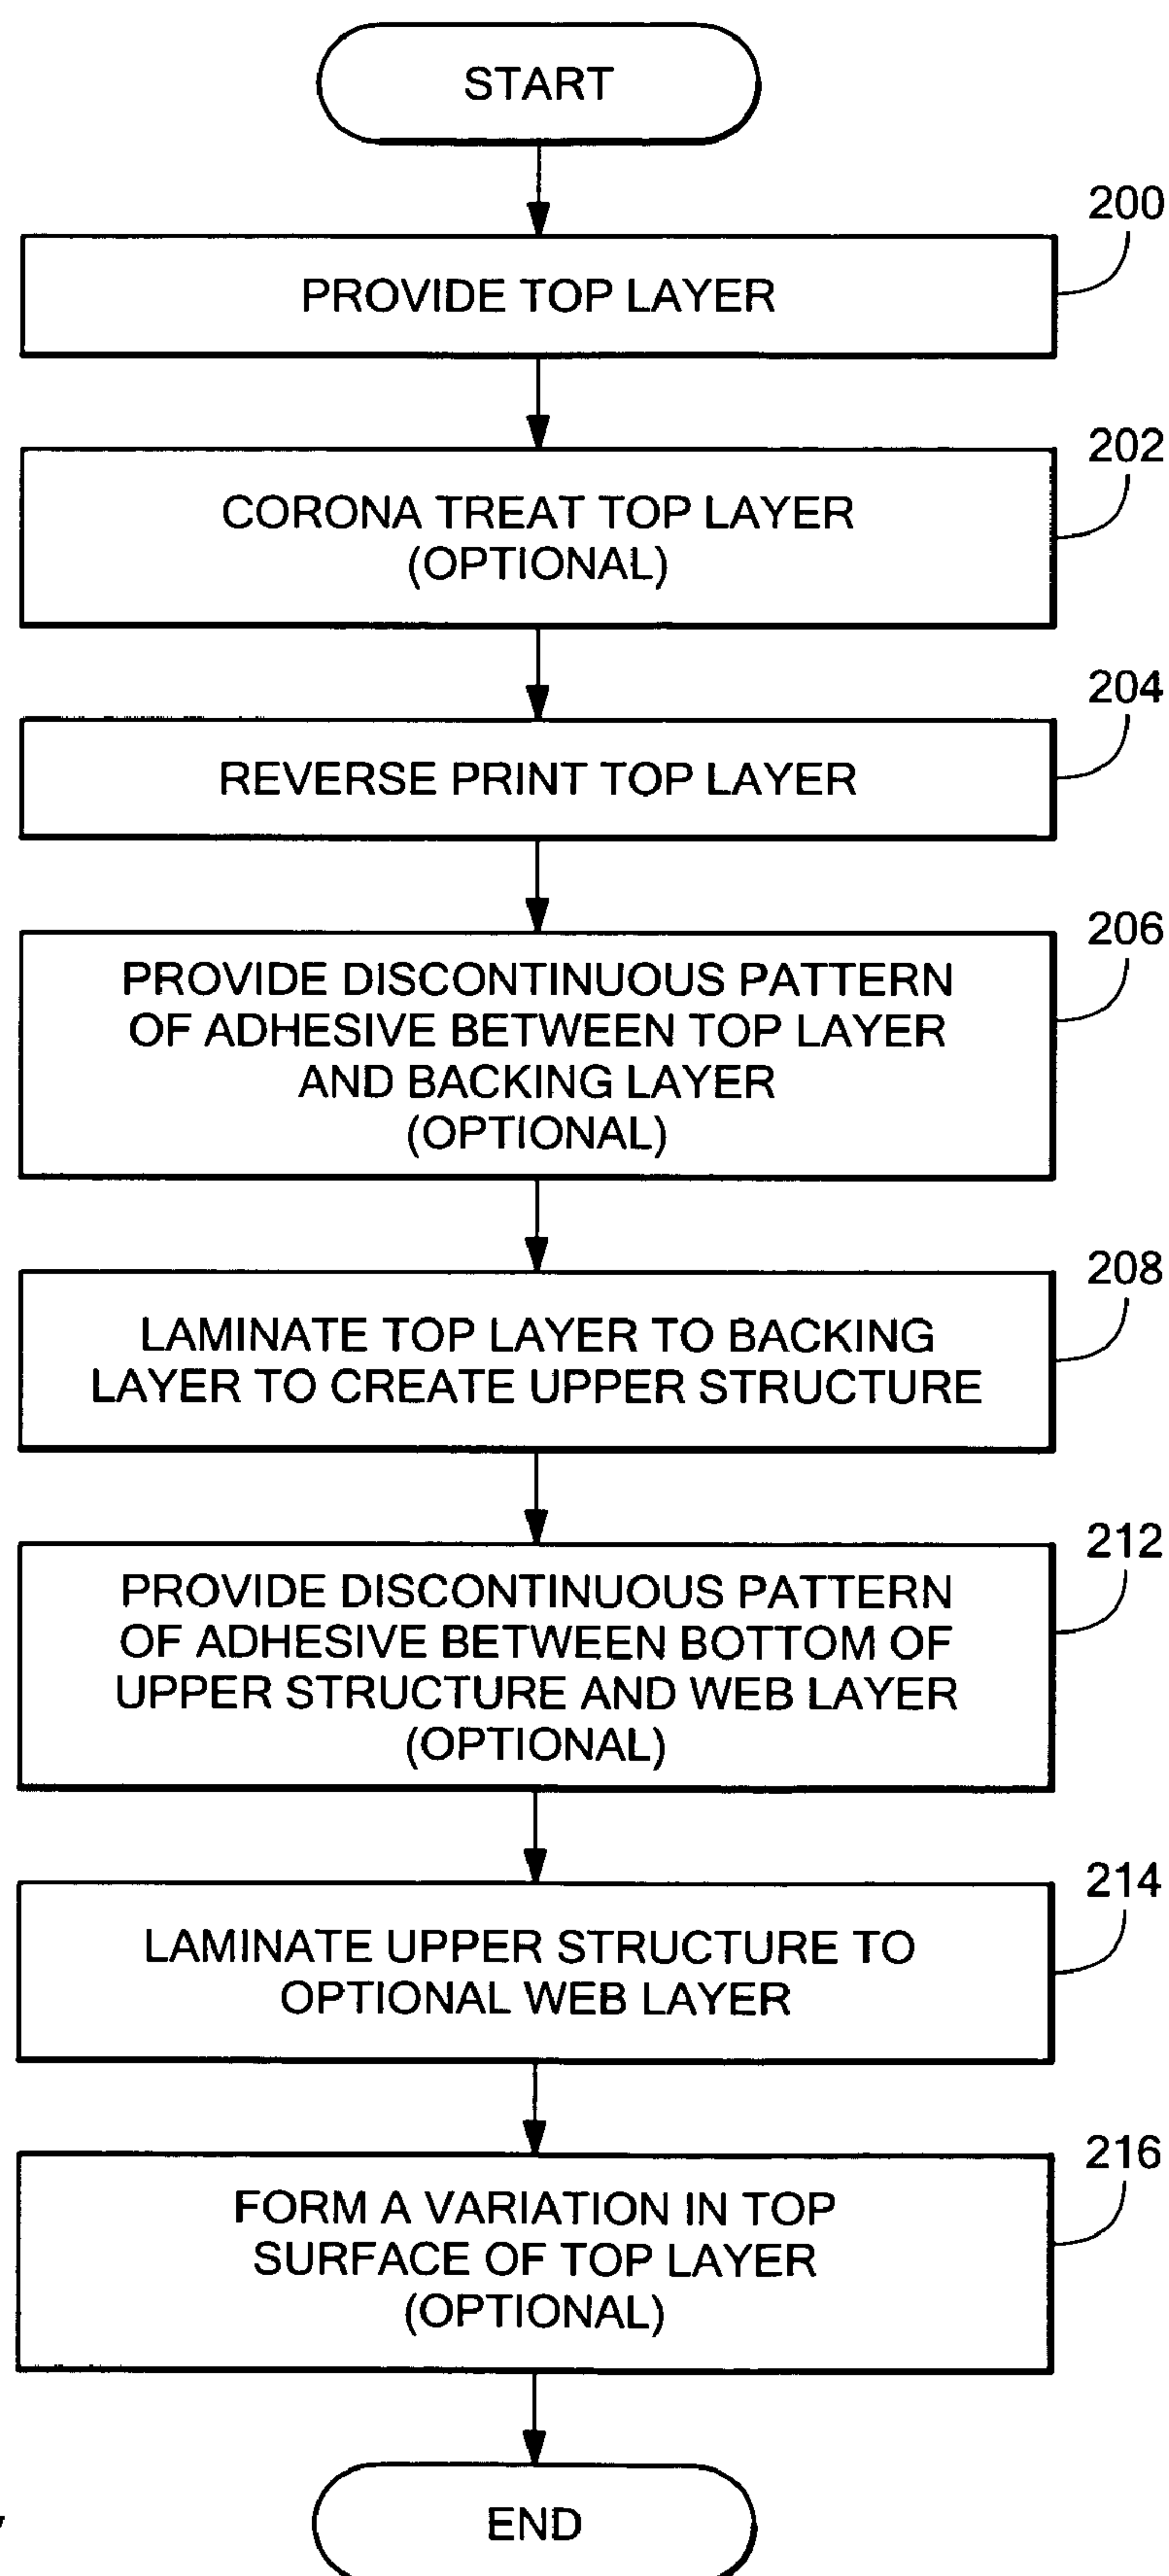 START
200
PROVIDE TOP LAYER
202
CORONA TREAT TOP LAYER
(OPTIONAL)
204
REVERSE PRINT TOP LAYER
206
PROVIDE DISCONTINUOUS PATTERN
OF ADHESIVE BETWEEN TOP LAYER
AND BACKING LAYER
(OPTIONAL)
208
LAMINATE TOP LAYER TO BACKING
LAYER TO CREATE UPPER STRUCTURE
212
PROVIDE DISCONTINUOUS PATTERN
OF ADHESIVE BETWEEN BOTTOM OF
UPPER STRUCTURE AND WEB LAYER
(OPTIONAL)
214
LAMINATE UPPER STRUCTURE TO
OPTIONAL WEB LAYER
216
FORM A VARIATION IN TOP
SURFACE OF TOP LAYER
(OPTIONAL)
END